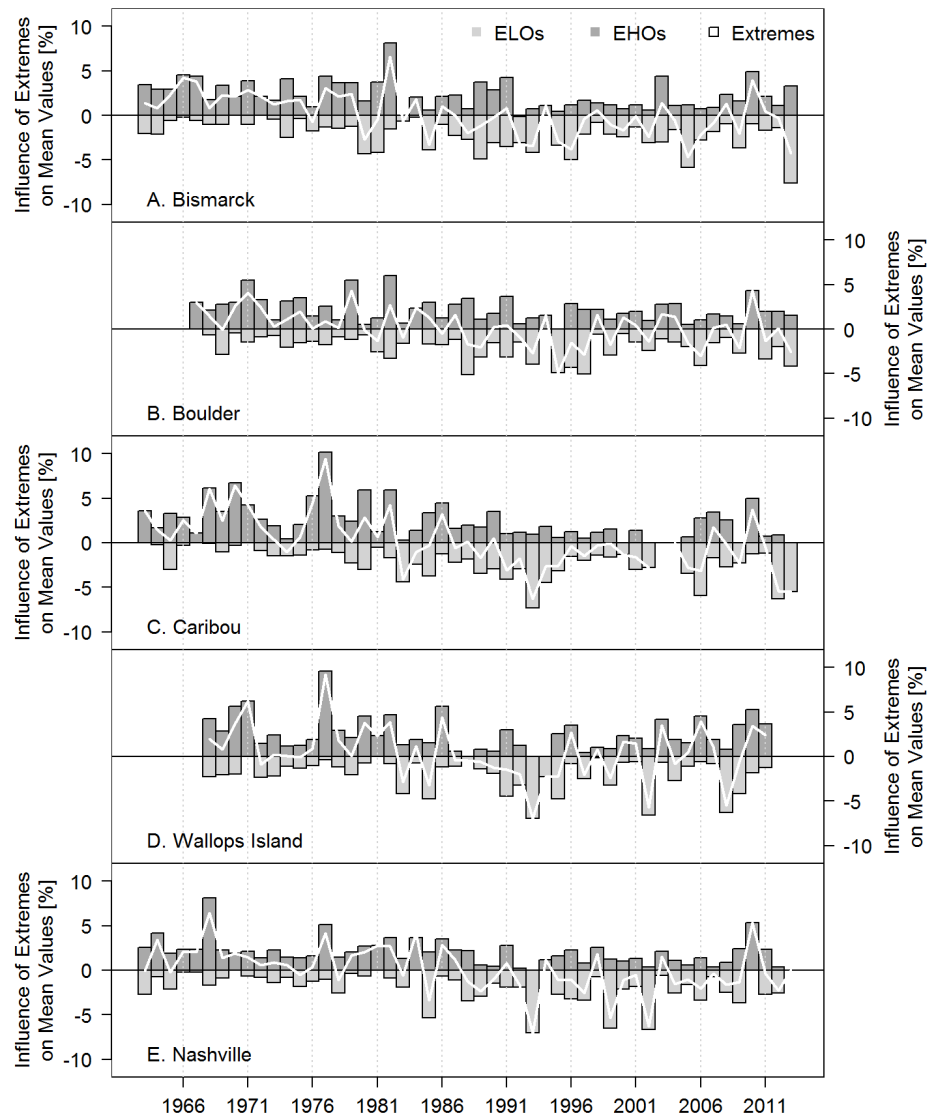 Influence of Extremes
on Mean Values [%]
10
5
0
-5
-10
ELOs
EHOs
Extremes
A. Bismarck
10
5
0
-5
-10
Influence of Extremes
on Mean Values [%]
B. Boulder
Influence of Extremes
on Mean Values [%]
10
5
0
-5
-10
C. Caribou
10
5
0
-5
-10
Influence of Extremes
on Mean Values [%]
D. Wallops Island
Influence of Extremes
on Mean Values [%]
10
5
0
-5
-10
E. Nashville
1966 1971 1976 1981 1986 1991 1996 2001 2006 2011